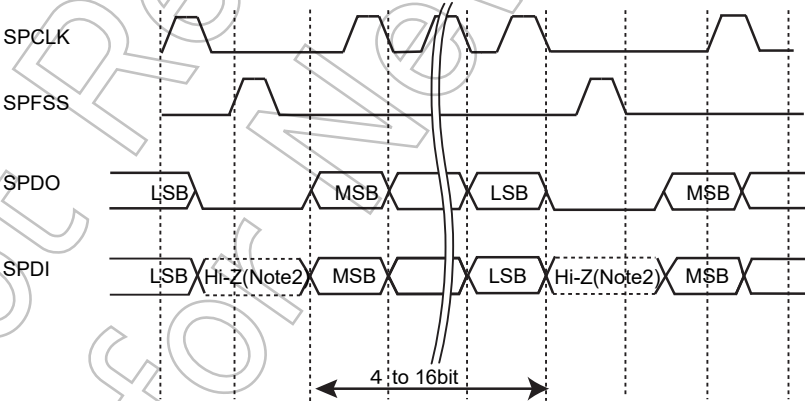 SPCLK
SPFSS
SPDO LSB MSB LSB MSB
SPDI LSB Hi-Z(Note2) MSB LSB Hi-Z(Note2) MSB
4 to 16bit